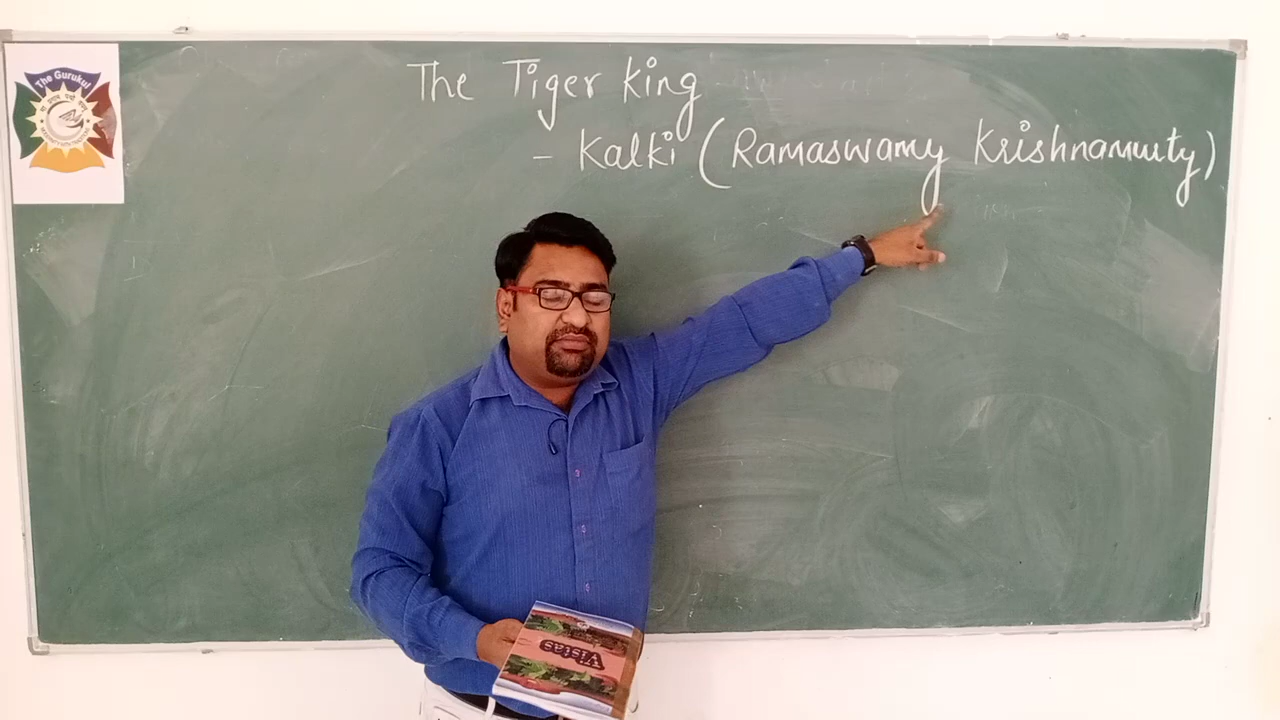 The Gurukul
The Tiger King
- Kalki (Ramaswamy Krishnamurty)
Vistas